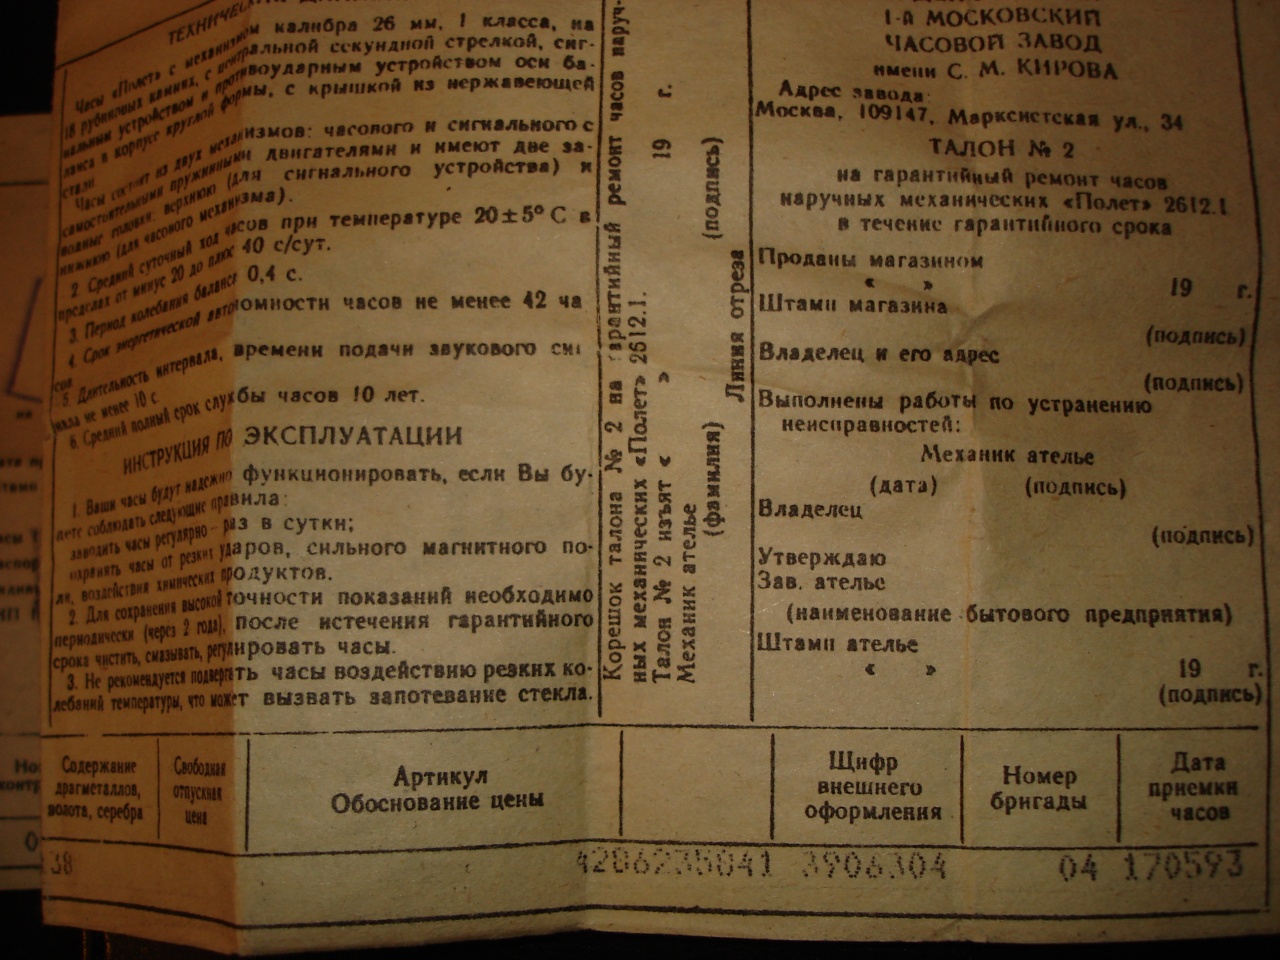 ТЕХНИЧЕСКИ
Часы «Полет» с механизмом калибра 26 мм, 1 класса, на
18 рубиновых камнях, с центральной секундной стрелкой, сиг-
нальным устройством и противоударным устройством оси ба-
ланса в корпусе круглой формы, с крышкой из нержавеющей
стали.
Часы состоят из двух механизмов: часового и сигнального с
самостоятельными пружинными двигателями и имеют две за-
водные головки: верхнюю (для сигнального устройства) и
нижнюю (для часового механизма).
2. Средний суточный ход часов при температуре 20±5°С в
пределах от минус 20 до плюс 40 с/сут.
3. Период колебания баланса 0,4 с.
4. Срок энергетической автономности часов не менее 42 ча
сов
5. Длительность интервала, времени подачи звукового сиг
нала не менее 10 с.
6. Средний полный срок службы часов 10 лет.
ИНСТРУКЦИЯ ПО ЭКСПЛУАТАЦИИ
1. Ваши часы будут надежно функционировать, если Вы бу-
дете соблюдать следующие правила:
заводить часы регулярно — раз в сутки;
охранять часы от резких ударов, сильного магнитного по-
ля, воздействия химических продуктов.
2. Для сохранения высокой точности показаний необходимо
периодически (через 2 года), после истечения гарантийного
срока чистить, смазывать, регулировать часы.
3. Не рекомендуется подвергать часы воздействию резких ко-
лебаний температуры, что может вызвать запотевание стекла.
Корешок талона № 2 на гарантийный ремонт часов наруч-
ных механических «Полет» 2612.1.
Талон № 2 изъят « » 19 г.
Механик ателье
(фамилия) (подпись)
Линия отреза
1-й МОСКОВСКИЙ
ЧАСОВОЙ ЗАВОД
имени С. М. КИРОВА
Адрес завода:
Москва, 109147, Марксистская ул., 34
ТАЛОН № 2
на гарантийный ремонт часов
наручных механических «Полет» 2612.1
в течение гарантийного срока
Проданы магазином
« » 19 г.
Штамп магазина
(подпись)
Владелец и его адрес
(подпись)
Выполнены работы по устранению
неисправностей:
Механик ателье
(дата) (подпись)
Владелец
(подпись)
Утверждаю
Зав. ателье
(наименование бытового предприятия)
Штамп ателье
« » 19 г.
(подпись)
Содержание
драгметаллов,
золота, серебра
Свободная
отпускная
цена
Артикул
Обоснование цены
Шифр
внешнего
оформления
Номер
бригады
Дата
приемки
часов
38 4206235041 3906304 04 170593